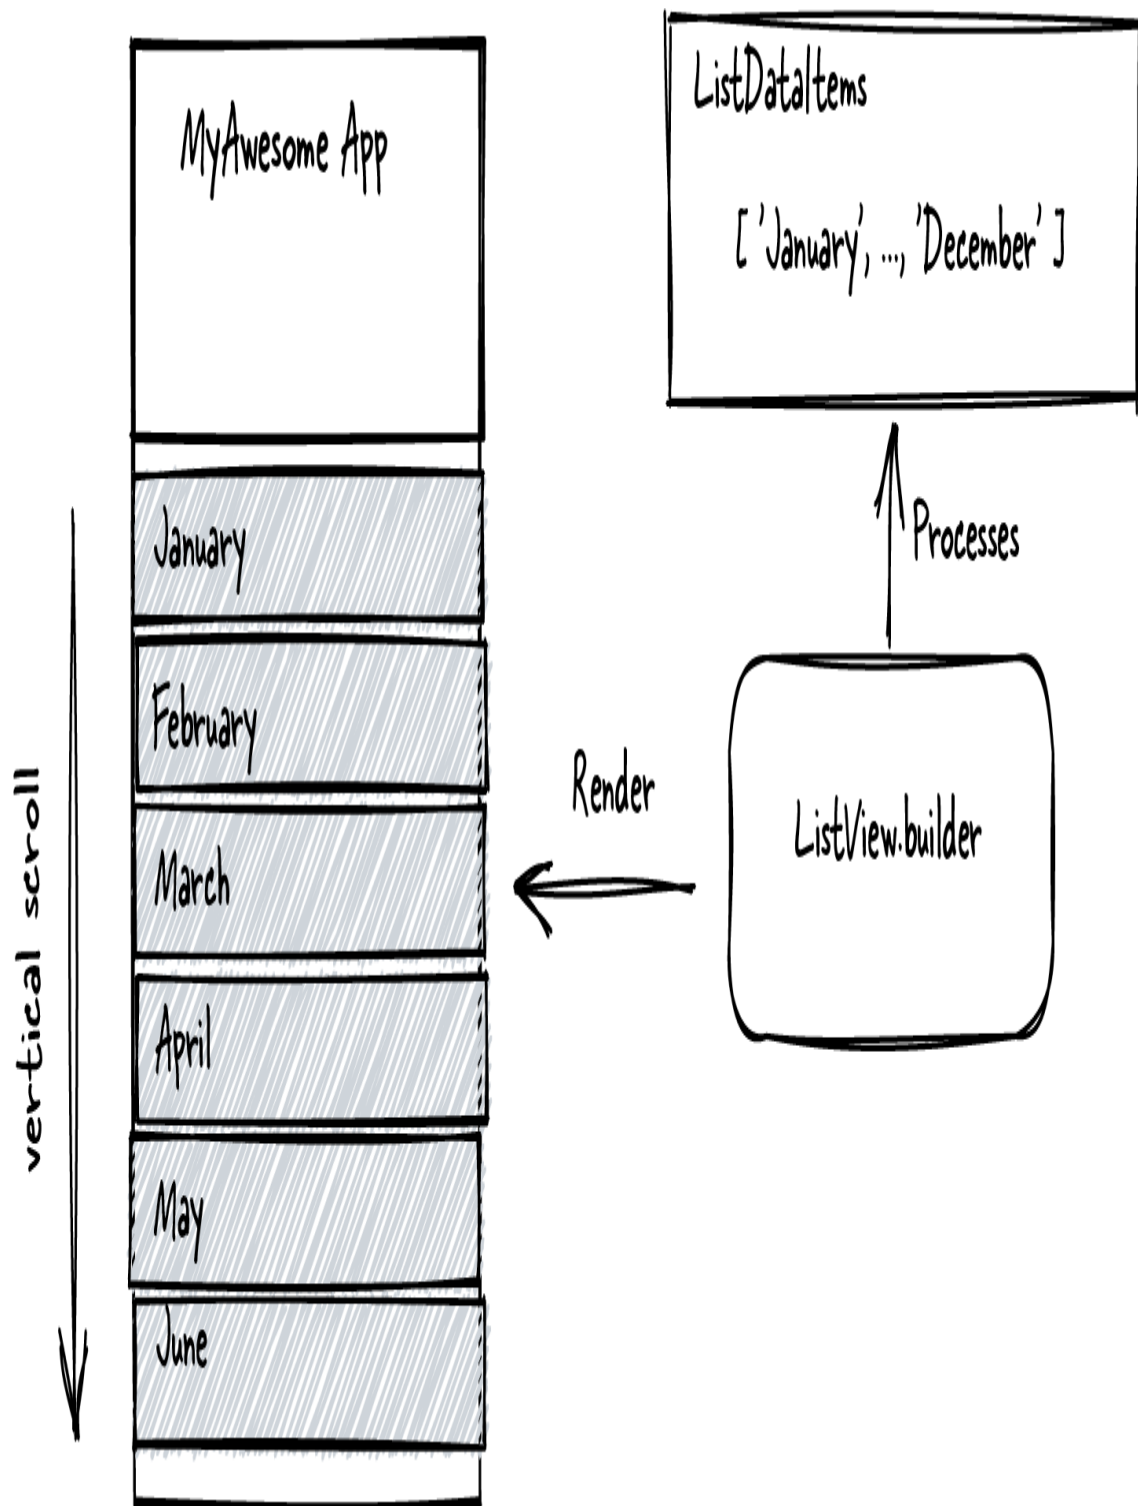 MyAwesome App
ListDataItems
[ 'January', ..., 'December' ]
January
February
March
April
May
June
vertical scroll
Processes
Render
ListView.builder